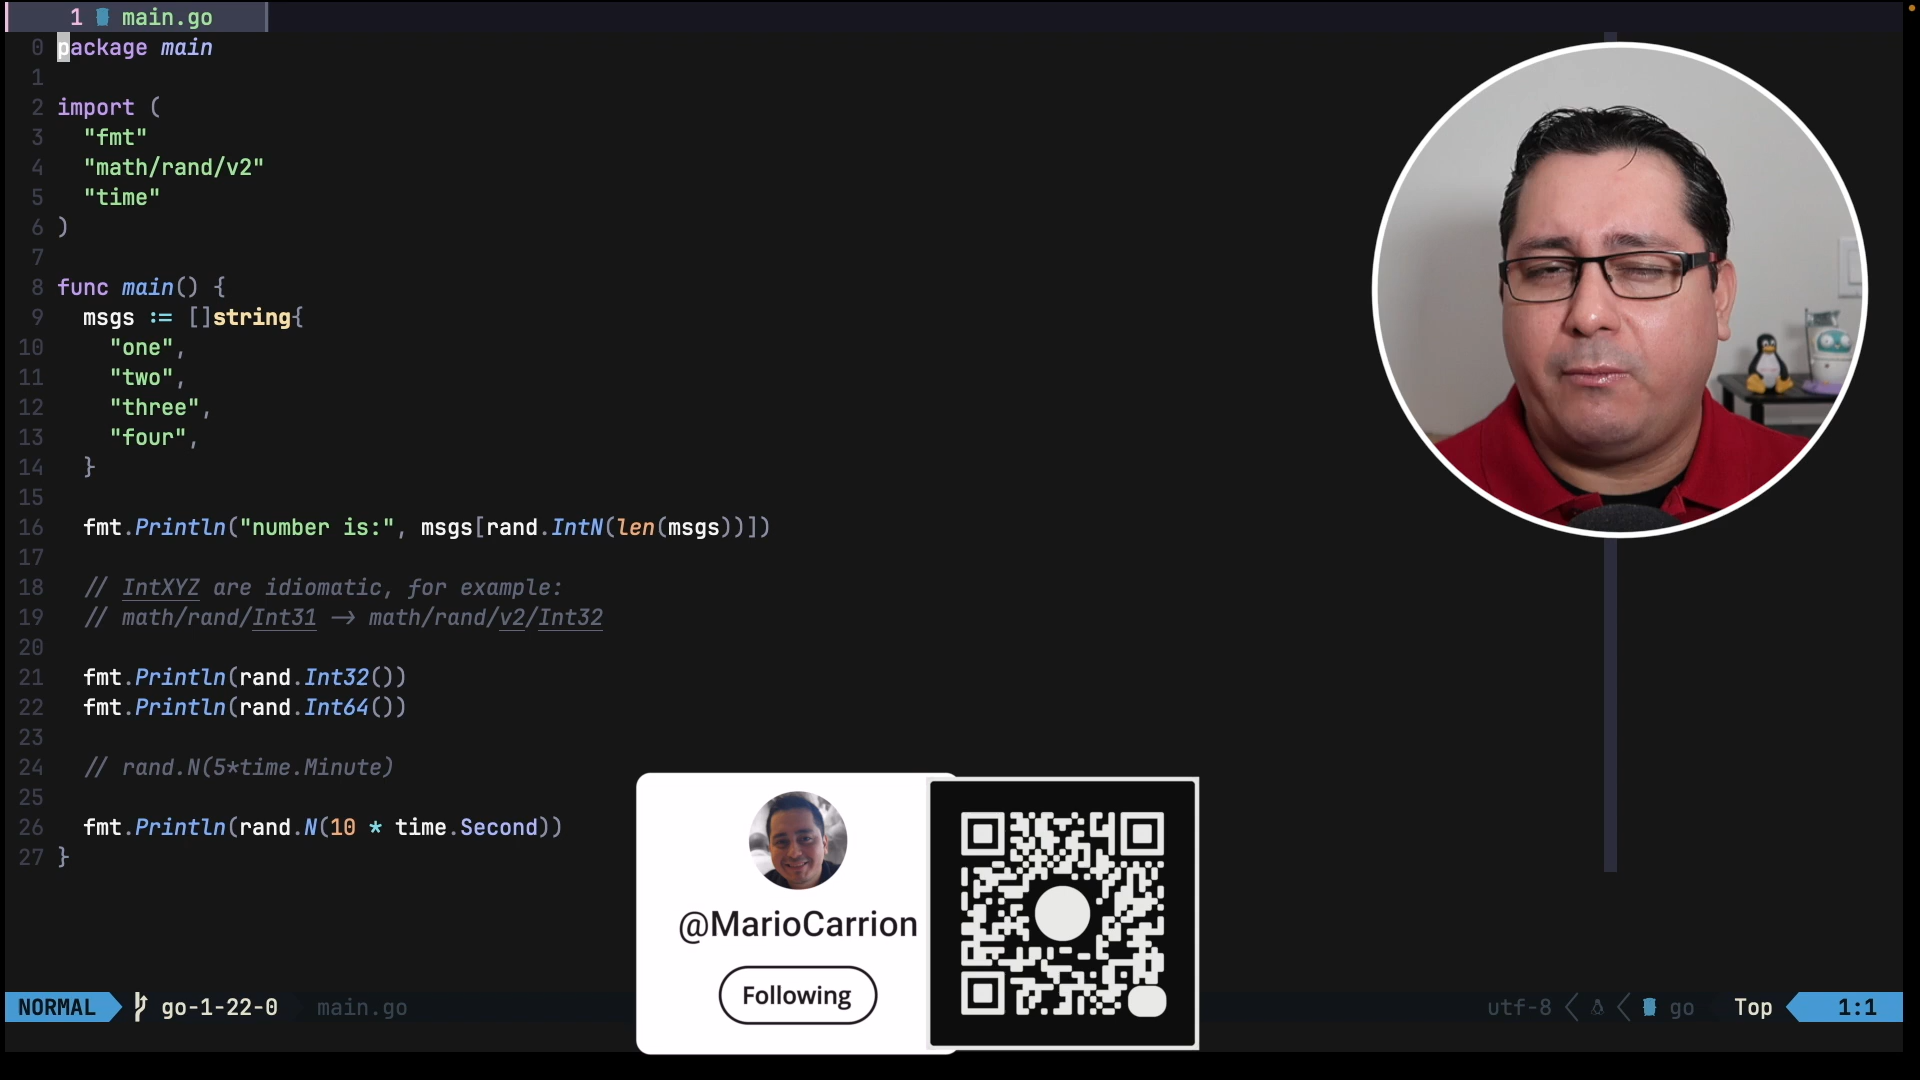 1 main.go
0 package main
1
2 import (
3 "fmt"
4 "math/rand/v2"
5 "time"
6 )
7
8 func main() {
9 msgs := []string{
10 "one",
11 "two",
12 "three",
13 "four",
14 }
15
16 fmt.Println("number is:", msgs[rand.IntN(len(msgs))])
17
18 // IntXYZ are idiomatic, for example:
19 // math/rand/Int31 -> math/rand/v2/Int32
20
21 fmt.Println(rand.Int32())
22 fmt.Println(rand.Int64())
23
24 // rand.N(5*time.Minute)
25
26 fmt.Println(rand.N(10 * time.Second))
27 }
@MarioCarrion
Following
NORMAL go-1-22-0 main.go utf-8 go Top 1:1